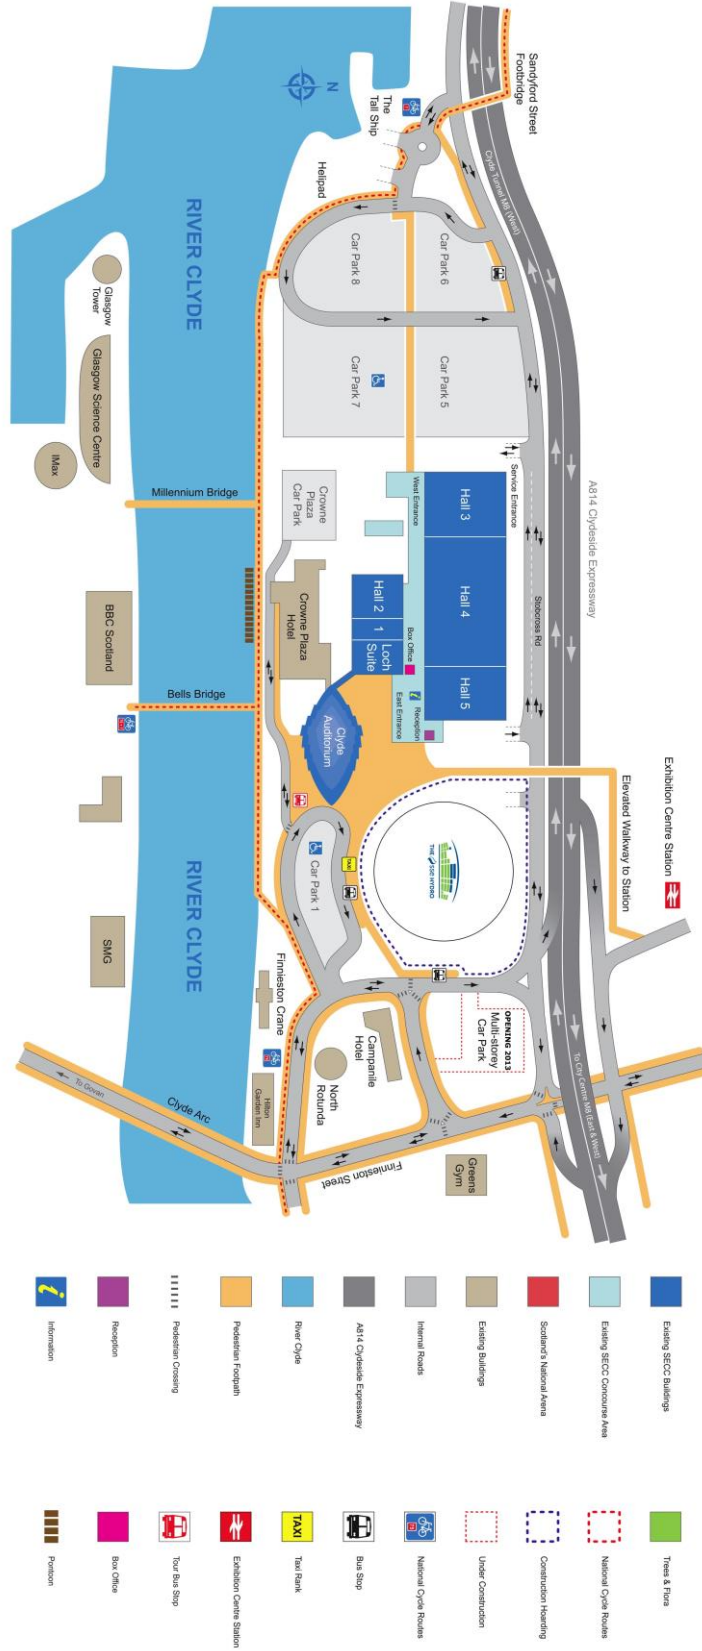 Sandyford Street
Footbridge
The
Tall Ship
N
Clyde Tunnel M8 (West)
Helipad
Car Park 8
Car Park 6
Car Park 7
Car Park 5
RIVER CLYDE
Glasgow
Tower
Glasgow Science Centre
IMax
Millennium Bridge
Crowne
Plaza
Car Park
Crowne Plaza
Hotel
BBC Scotland
Bells Bridge
West Entrance
Service Entrance
Hall 3
Hall 4
Hall 5
Hall 2
1
Loch
Suite
Box Office
Reception
East Entrance
Clyde
Auditorium
Stobcross Rd
A814 Clydeside Expressway
Exhibition Centre Station
Elevated Walkway to Station
THE SSE HYDRO
TAXI
Car Park 1
RIVER CLYDE
SMG
Finnieston Crane
OPENING 2013
Multi-storey
Car Park
Campanile
Hotel
North
Rotunda
Hilton
Garden Inn
Clyde Arc
To Govan
Finnieston Street
Greens
Gym
To City Centre M8 (East & West)
Existing SECC Buildings
Existing SECC Concourse Area
Scotland's National Arena
Existing Buildings
Internal Roads
A814 Clydeside Expressway
River Clyde
Pedestrian Footpath
Pedestrian Crossing
Reception
Information
Trees & Flora
National Cycle Routes
Construction Hoarding
Under Construction
National Cycle Routes
Bus Stop
TAXI
Taxi Rank
Exhibition Centre Station
Tour Bus Stop
Box Office
Pontoon